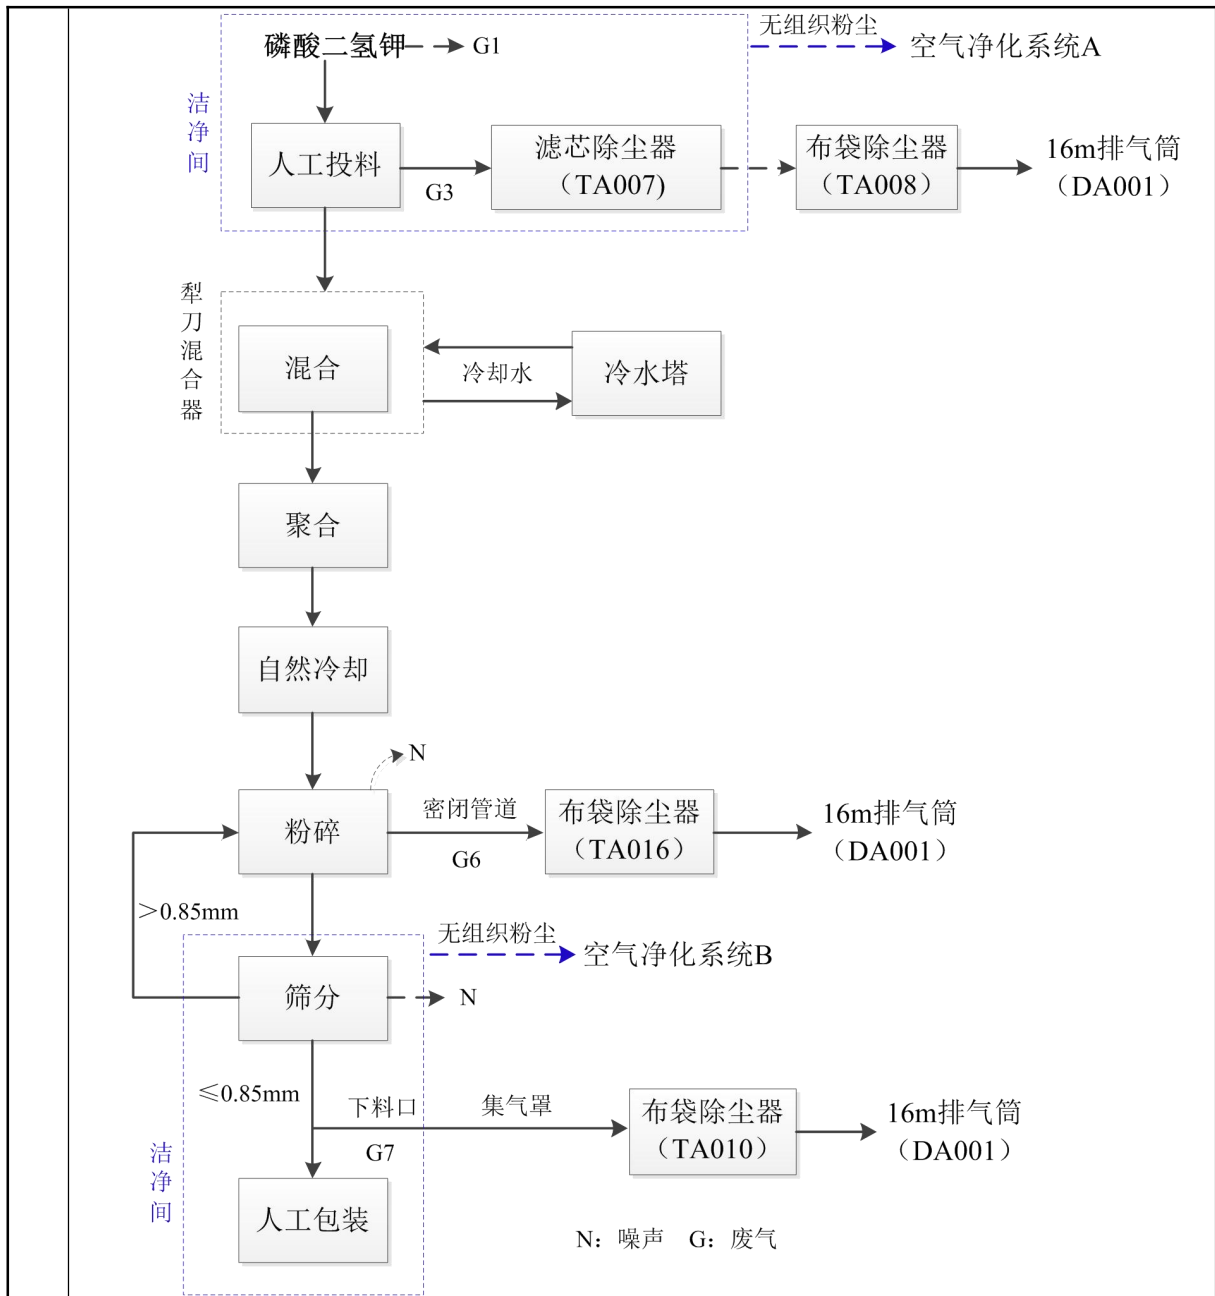 无组织粉尘
磷酸二氢钾
G1
空气净化系统A
洁净间
人工投料
G3
滤芯除尘器
（TA007)
布袋除尘器
（TA008）
16m排气筒
（DA001）
犁刀混合器
混合
冷却水
冷水塔
聚合
自然冷却
N
粉碎
密闭管道
G6
布袋除尘器
（TA016）
16m排气筒
（DA001）
＞0.85mm
无组织粉尘
空气净化系统B
筛分
N
≤0.85mm
下料口
集气罩
G7
布袋除尘器
（TA010）
16m排气筒
（DA001）
洁净间
人工包装
N：噪声 G：废气